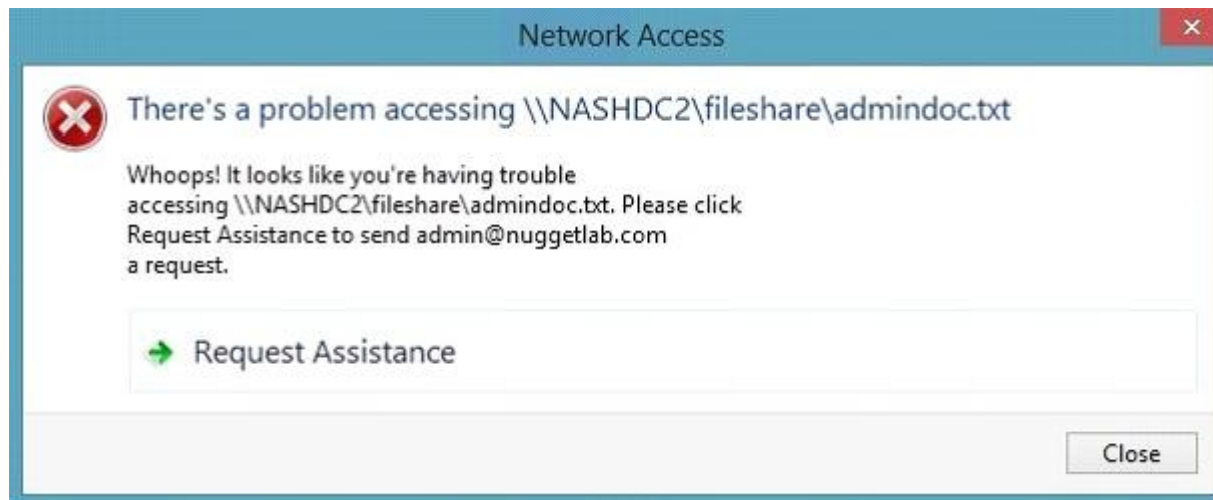 Network Access
There's a problem accessing \\NASHDC2\fileshare\admindoc.txt
Whoops! It looks like you're having trouble
accessing \\NASHDC2\fileshare\admindoc.txt. Please click
Request Assistance to send admin@nuggetlab.com
a request.
Request Assistance
Close